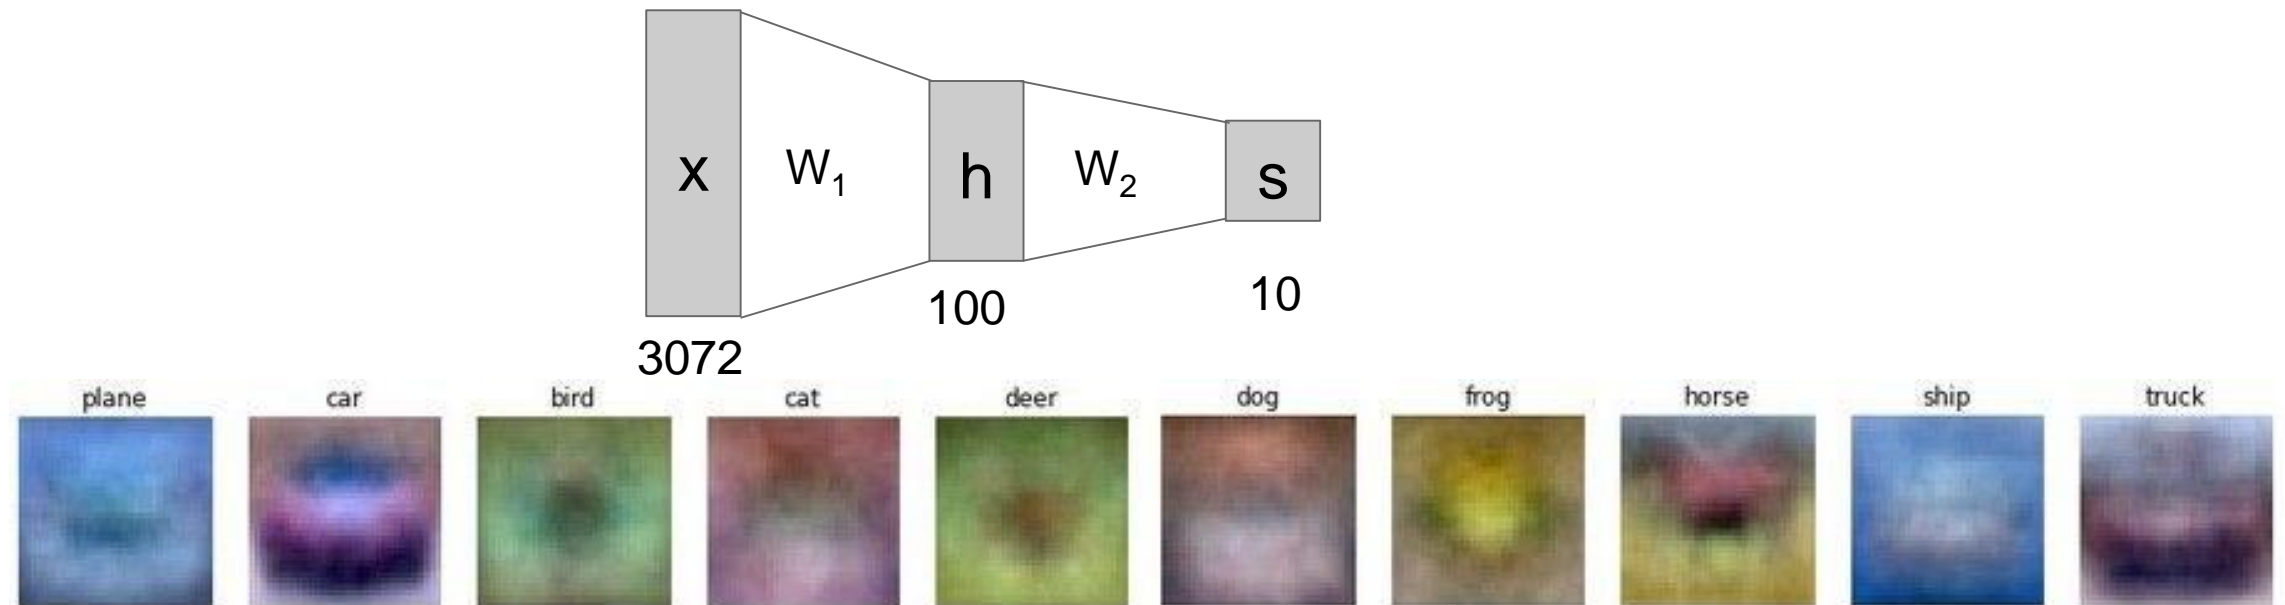 x W₁ h W₂ s
3072 100 10
plane car bird cat deer dog frog horse ship truck